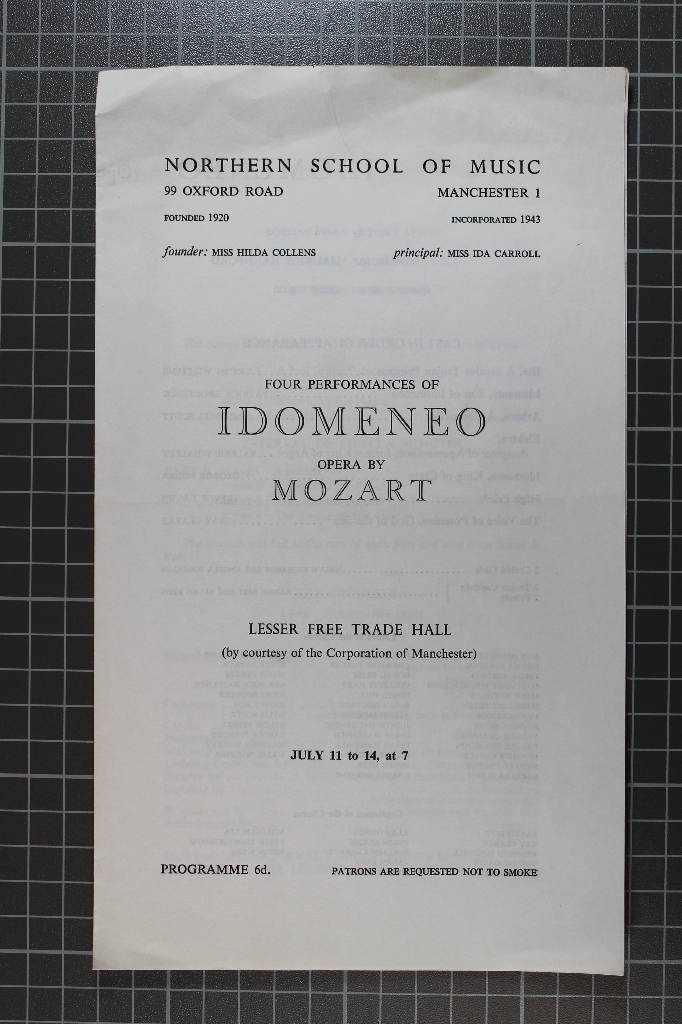 NORTHERN SCHOOL OF MUSIC
99 OXFORD ROAD MANCHESTER 1
FOUNDED 1920 INCORPORATED 1943
founder: MISS HILDA COLLENS principal: MISS IDA CARROLL
FOUR PERFORMANCES OF
IDOMENEO
OPERA BY
MOZART
LESSER FREE TRADE HALL
(by courtesy of the Corporation of Manchester)
JULY 11 to 14, at 7
PROGRAMME 6d. PATRONS ARE REQUESTED NOT TO SMOKE